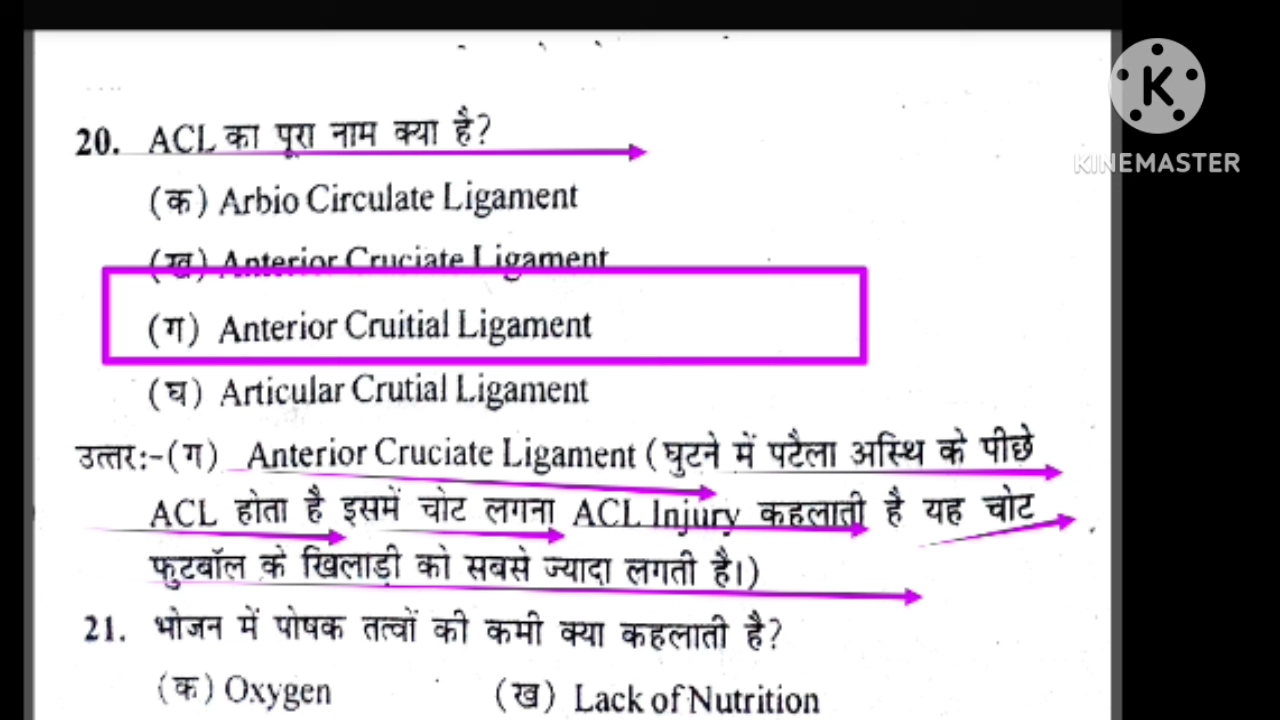 20. ACL का पूरा नाम क्या है?
(क) Arbio Circulate Ligament
(ख) Anterior Cruciate Ligament
(ग) Anterior Cruitial Ligament
(घ) Articular Crutial Ligament
उत्तर:-(ग) Anterior Cruciate Ligament (घुटने में पटैला अस्थि के पीछे
ACL होता है इसमें चोट लगना ACL Injury कहलाती है यह चोट
फुटबॉल के खिलाड़ी को सबसे ज्यादा लगती है।)
21. भोजन में पोषक तत्वों की कमी क्या कहलाती है?
(क) Oxygen (ख) Lack of Nutrition
K
KINEMASTER